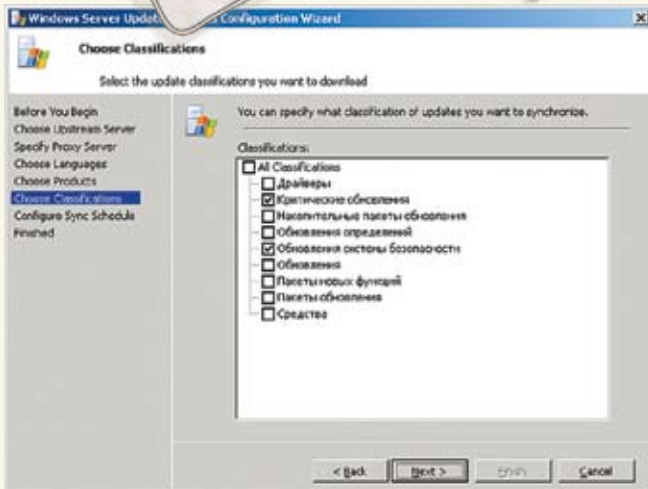 Windows Server Updat Configuration Wizard
Choose Classifications
Select the update classifications you want to download
Before You Begin
Choose Upstream Server
Specify Proxy Server
Choose Languages
Choose Products
Choose Classifications
Configure Sync Schedule
Finished
You can specify what classification of updates you want to synchronize.
Classifications:
All Classifications
Драйверы
Критические обновления
Накопительные пакеты обновления
Обновления определений
Обновления системы безопасности
Обновления
Пакеты новых функций
Пакеты обновления
Средства
< Back
Next >
Finish
Cancel